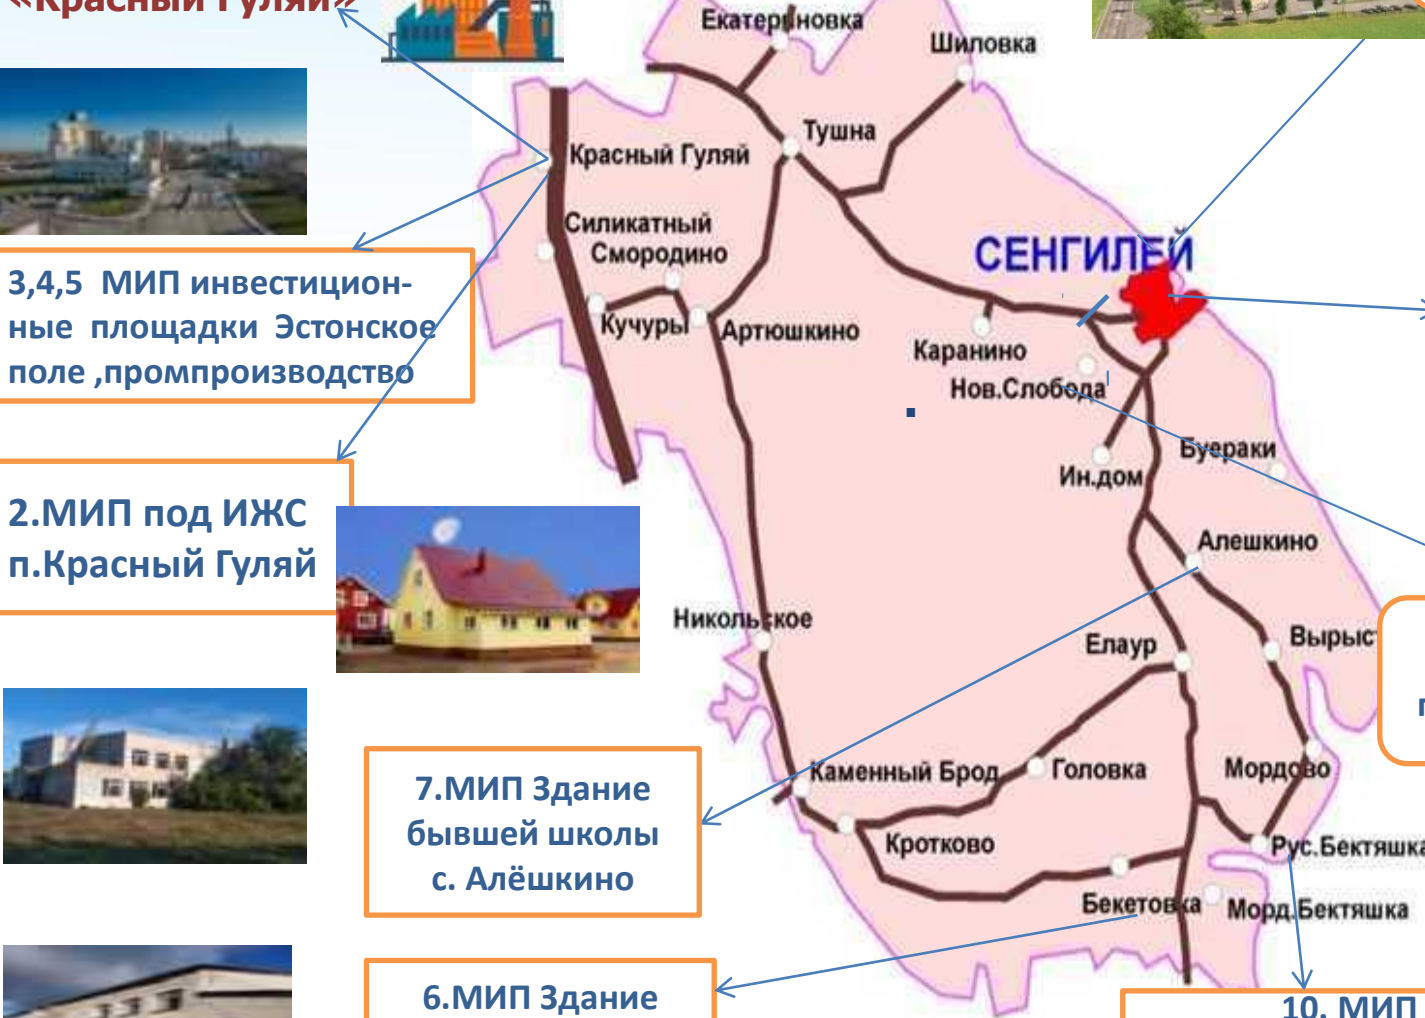 «Красный Гуляй»
Екатериновка
Шиловка
Тушна
Красный Гуляй
Силикатный
Смородино
СЕНГИЛЕЙ
3,4,5 МИП инвестицион-
ные площадки Эстонское
поле ,промпроизводство
Кучуры
Артюшкино
Каранино
Нов.Слобода
Буераки
Ин.дом
2.МИП под ИЖС
п.Красный Гуляй
Алешкино
Никольское
Елаур
Вырыст
п
7.МИП Здание
бывшей школы
с. Алёшкино
Каменный Брод
Головка
Мордово
Кротково
Рус.Бектяшка
Бекетовка
Морд.Бектяшка
6.МИП Здание
10. МИП